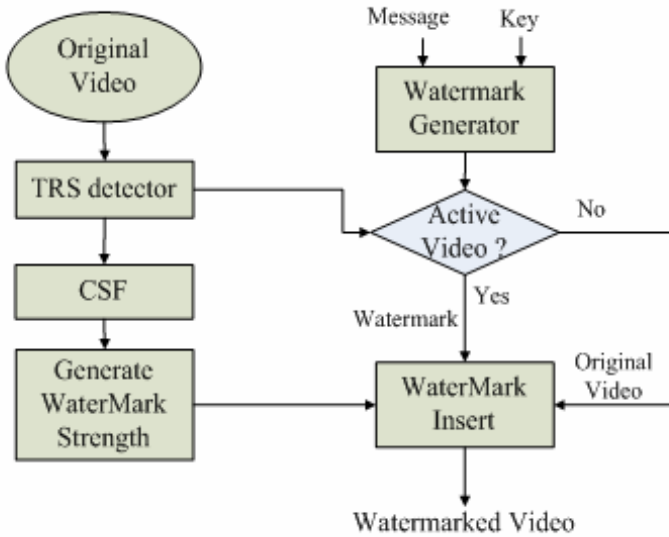 Message
Key
Original
Video
Watermark
Generator
TRS detector
Active
Video ?
No
CSF
Yes
Watermark
Generate
WaterMark
Strength
WaterMark
Insert
Original
Video
Watermarked Video